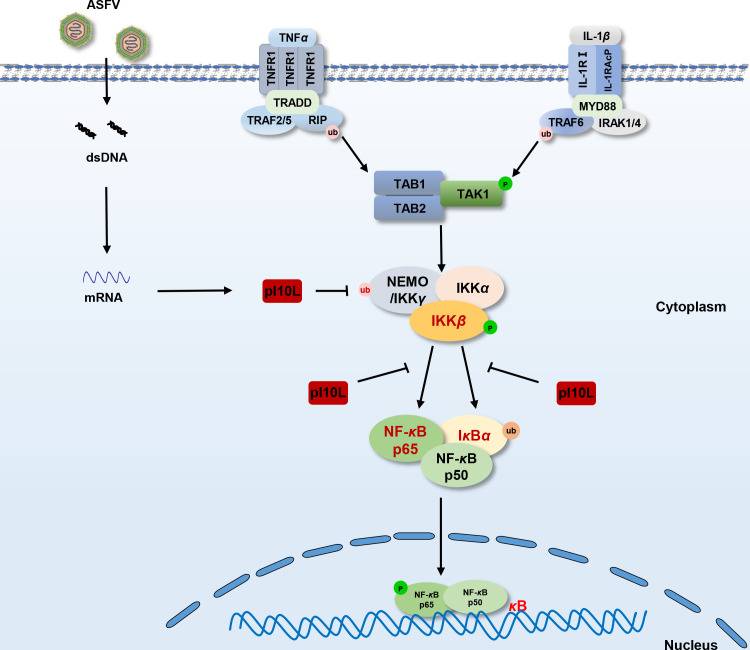 ASFV
TNFα
IL-1β
TNFR1
TNFR1
TNFR1
IL-1R I
IL-1RAcP
TRADD
MYD88
TRAF2/5
RIP
ub
TRAF6
IRAK1/4
ub
dsDNA
TAB1
TAK1
P
TAB2
mRNA
pI10L
ub
NEMO
/IKKγ
IKKα
IKKβ
P
Cytoplasm
pI10L
pI10L
NF-κB
p65
IκBα
ub
NF-κB
p50
P
NF-κB
p65
NF-κB
p50
κB
Nucleus